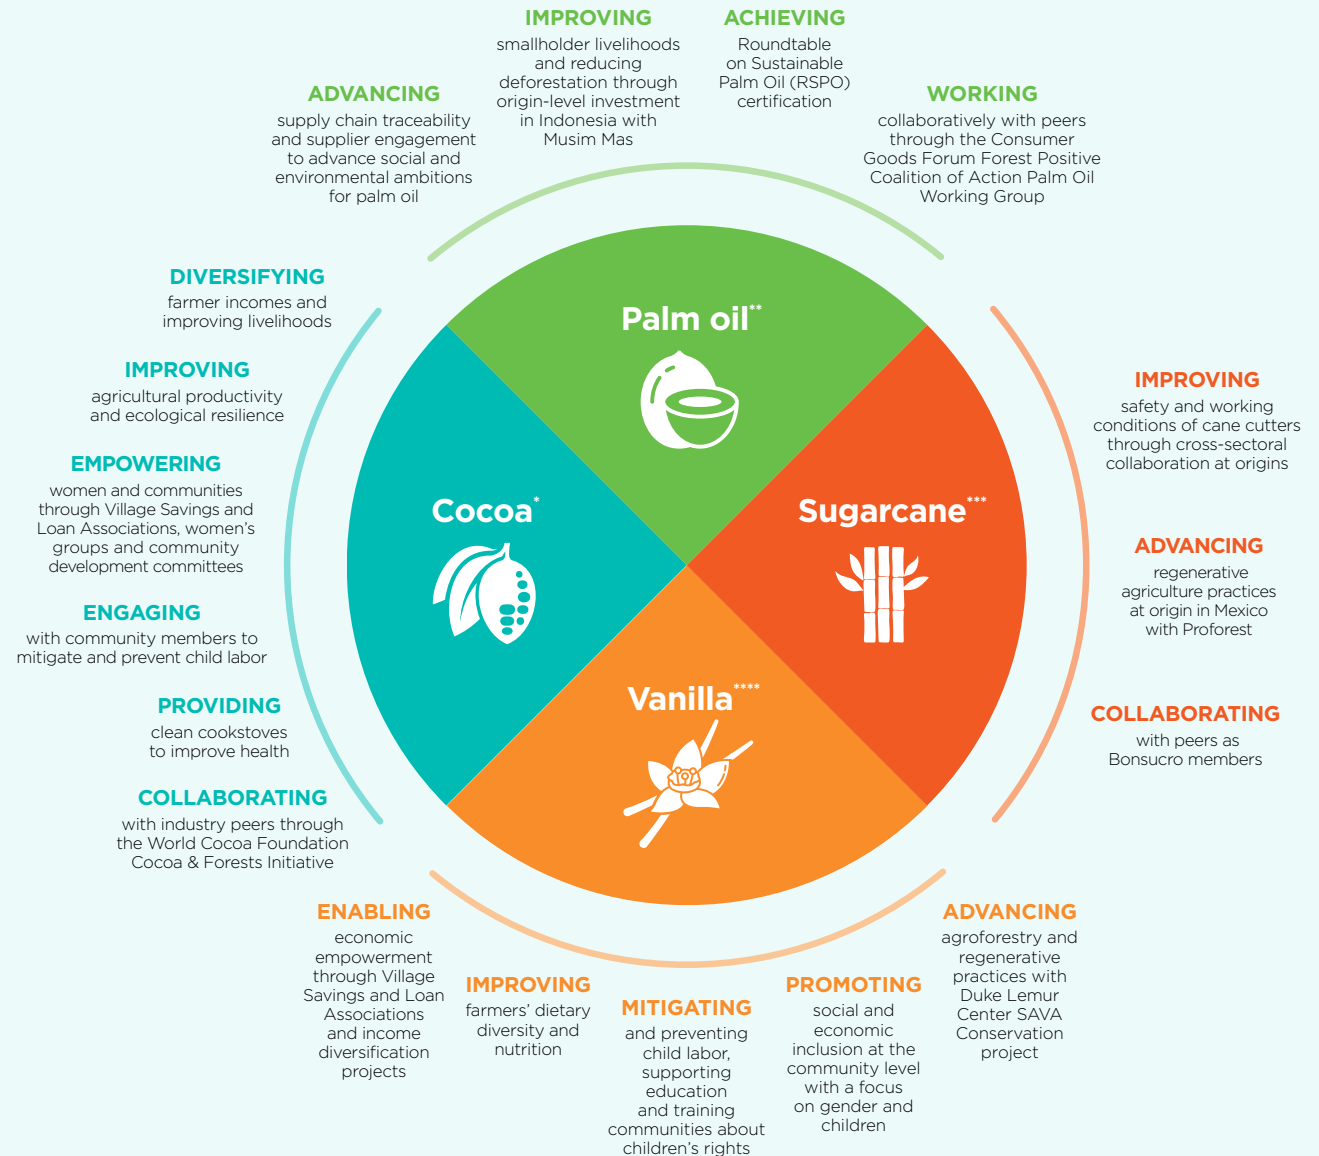 IMPROVING
smallholder livelihoods
and reducing
deforestation through
origin-level investment
in Indonesia with
Musim Mas
ACHIEVING
Roundtable
on Sustainable
Palm Oil (RSPO)
certification
ADVANCING
supply chain traceability
and supplier engagement
to advance social and
environmental ambitions
for palm oil
WORKING
collaboratively with peers
through the Consumer
Goods Forum Forest Positive
Coalition of Action Palm Oil
Working Group
DIVERSIFYING
farmer incomes and
improving livelihoods
IMPROVING
agricultural productivity
and ecological resilience
EMPOWERING
women and communities
through Village Savings and
Loan Associations, women's
groups and community
development committees
ENGAGING
with community members to
mitigate and prevent child labor
PROVIDING
clean cookstoves
to improve health
COLLABORATING
with industry peers through
the World Cocoa Foundation
Cocoa & Forests Initiative
Palm oil**
Cocoa*
Sugarcane***
Vanilla****
IMPROVING
safety and working
conditions of cane cutters
through cross-sectoral
collaboration at origins
ADVANCING
regenerative
agriculture practices
at origin in Mexico
with Proforest
COLLABORATING
with peers as
Bonsucro members
ENABLING
economic
empowerment
through Village
Savings and Loan
Associations
and income
diversification
projects
IMPROVING
farmers' dietary
diversity and
nutrition
MITIGATING
and preventing
child labor,
supporting
education
and training
communities about
children's rights
PROMOTING
social and
economic
inclusion at the
community level
with a focus
on gender and
children
ADVANCING
agroforestry and
regenerative
practices with
Duke Lemur
Center SAVA
Conservation
project